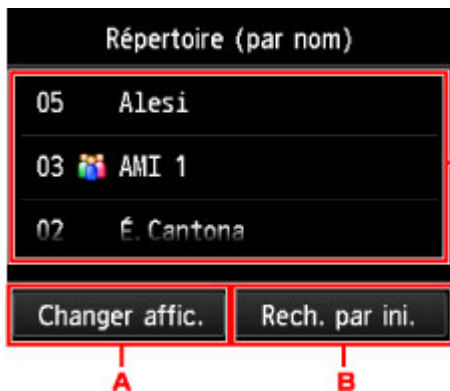 Répertoire (par nom)
05 Alesi
03 AMI 1
02 É.Cantona
Changer affic. Rech. par ini.
A B